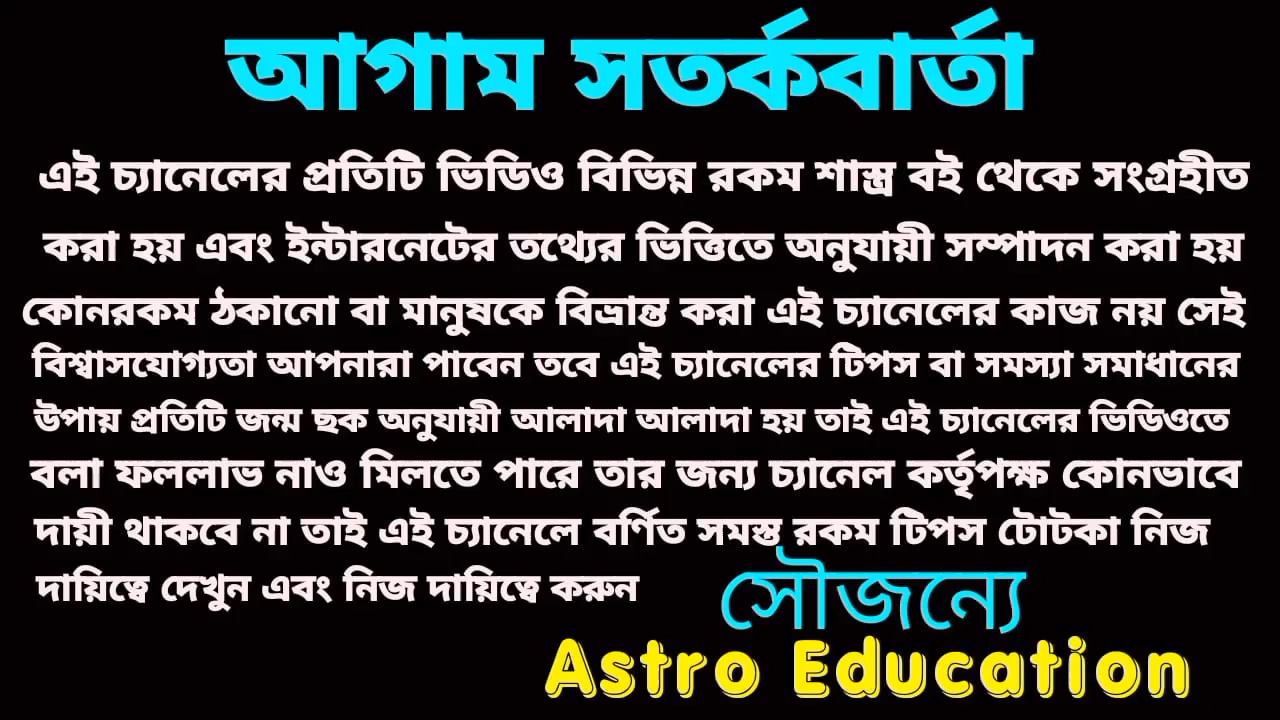 আগাম সতর্কবার্তা
এই চ্যানেলের প্রতিটি ভিডিও বিভিন্ন রকম শাস্ত্র বই থেকে সংগ্রহীত
করা হয় এবং ইন্টারনেটের তথ্যের ভিত্তিতে অনুযায়ী সম্পাদন করা হয়
কোনরকম ঠকানো বা মানুষকে বিভ্রান্ত করা এই চ্যানেলের কাজ নয় সেই
বিশ্বাসযোগ্যতা আপনারা পাবেন তবে এই চ্যানেলের টিপস বা সমস্যা সমাধানের
উপায় প্রতিটি জন্ম ছক অনুযায়ী আলাদা আলাদা হয় তাই এই চ্যানেলের ভিডিওতে
বলা ফললাভ নাও মিলতে পারে তার জন্য চ্যানেল কর্তৃপক্ষ কোনভাবে
দায়ী থাকবে না তাই এই চ্যানেলে বর্ণিত সমস্ত রকম টিপস টোটকা নিজ
দায়িত্বে দেখুন এবং নিজ দায়িত্বে করুন
সৌজন্যে
Astro Education